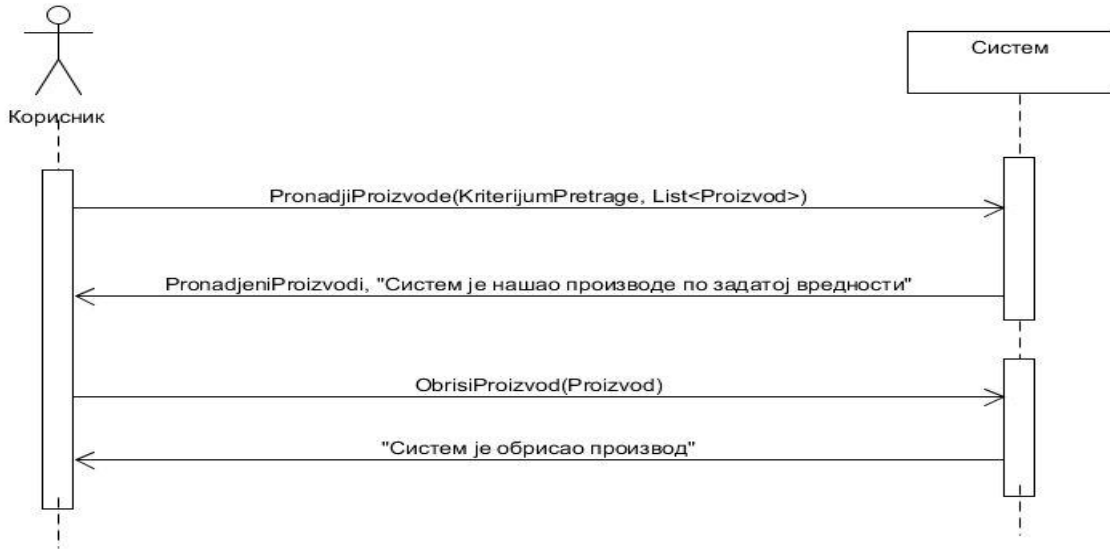 Систем
Корисник
PronadjiProizvode(KriterijumPretrage, List<Proizvod>)
PronadjeniProizvodi, "Систем је нашао производе по задатој вредности"
ObrisiProizvod(Proizvod)
"Систем је обрисао производ"